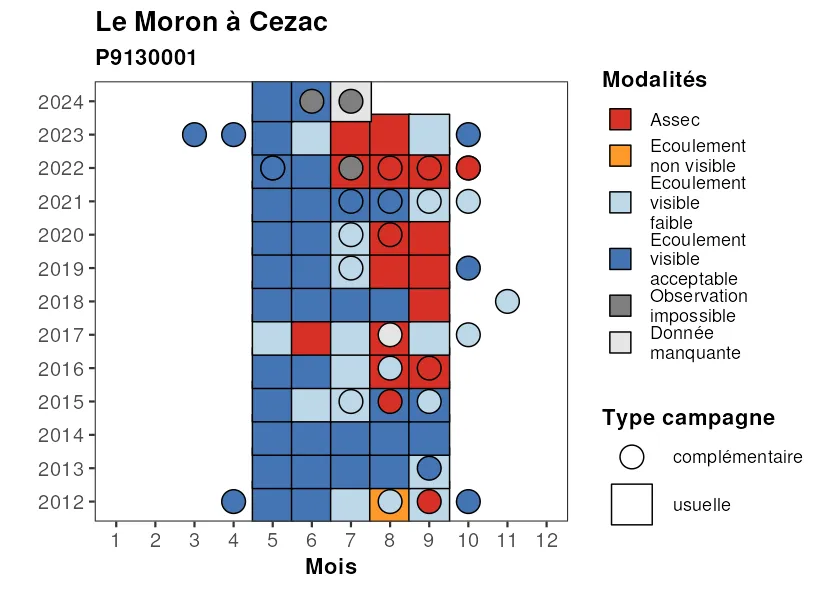 Le Moron à Cezac
P9130001
2024
2023
2022
2021
2020
2019
2018
2017
2016
2015
2014
2013
2012
1 2 3 4 5 6 7 8 9 10 11 12
Mois
Modalités
Assec
Ecoulement
non visible
Ecoulement
visible
faible
Ecoulement
visible
acceptable
Observation
impossible
Donnée
manquante
Type campagne
complémentaire
usuelle